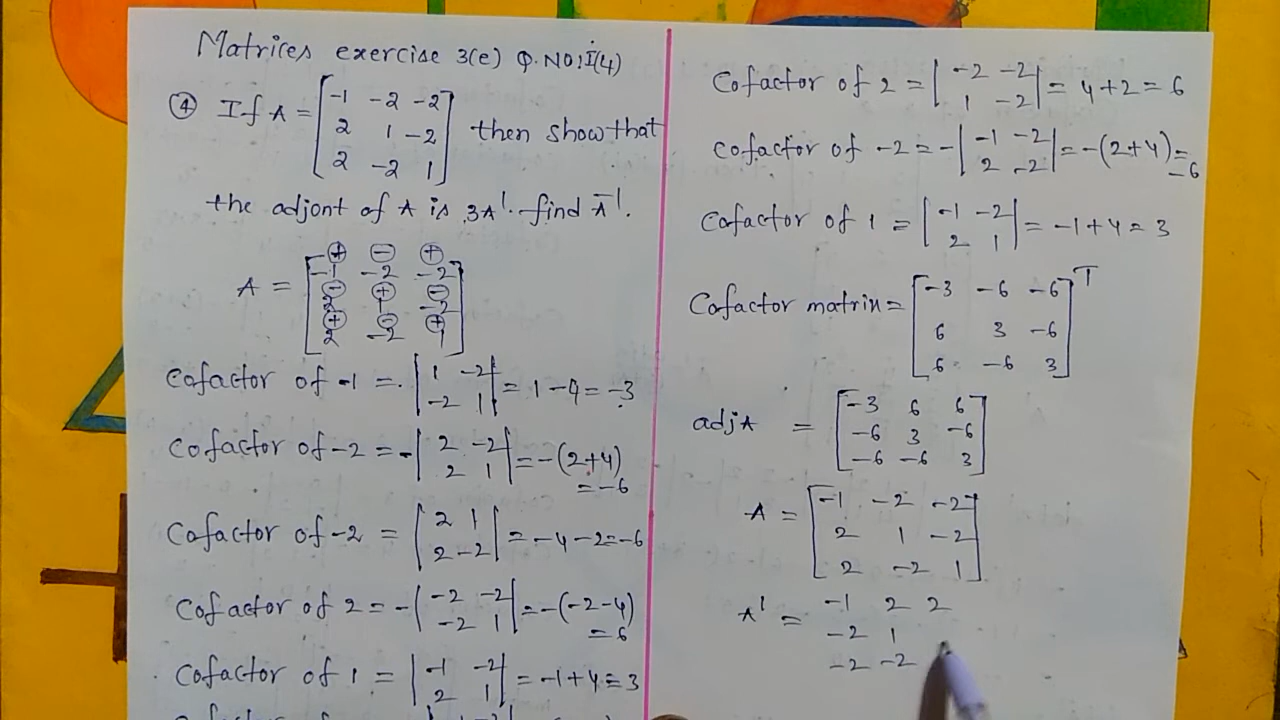 Matrices exercise 3(e) Q.NO:I(4)
④ If A = [-1 -2 -2
2 1 -2
2 -2 1] then show that
the adjont of A is 3A'. find A⁻¹.
⊕ ⊖ ⊕
A = [-1 -2 -2
⊖ ⊕ ⊖
2 1 -2
⊕ ⊖ ⊕
2 -2 1]
Cofactor of -1 = |1 -2
-2 1| = 1-4 = -3
Cofactor of -2 = -|2 -2
2 1| = -(2+4)
= -6
Cofactor of -2 = |2 1
2 -2| = -4-2=-6
Cofactor of 2 = -|-2 -2
-2 1| = -(-2-4)
= 6
Cofactor of 1 = |-1 -2
2 1| = -1+4=3
Cofactor of 2 = |-2 -2
1 -2| = 4+2 = 6
Cofactor of -2 = -|-1 -2
2 -2| = -(2+4) =
-6
Cofactor of 1 = |-1 -2
2 1| = -1+4 = 3
Cofactor matrix = [-3 -6 -6
6 3 -6
6 -6 3]ᵀ
adjA = [-3 6 6
-6 3 -6
-6 -6 3]
A = [-1 -2 -2
2 1 -2
2 -2 1]
A' = -1 2 2
-2 1
-2 -2